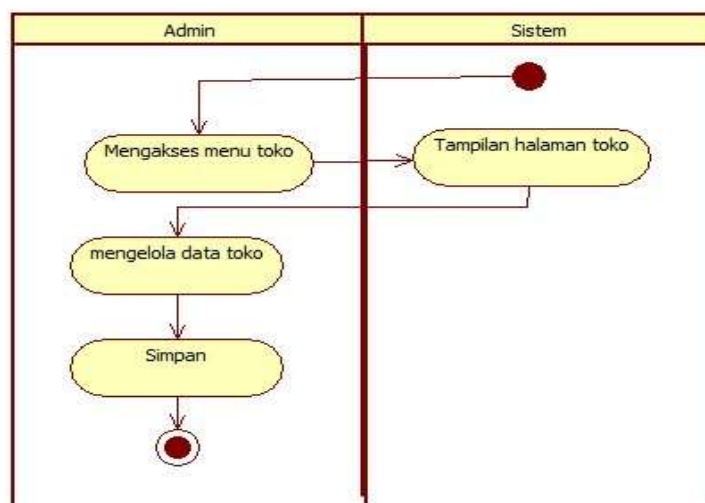 Admin
Sistem
Mengakses menu toko
Tampilan halaman toko
mengelola data toko
Simpan